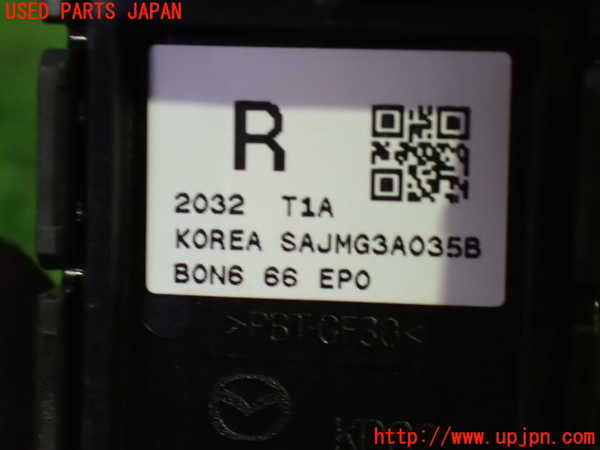 USED PARTS JAPAN
R
2032 T1A
KOREA SAJMG3A035B
B0N6 66 EP0
>PBT-GF30<
http://www.upjpn.com/